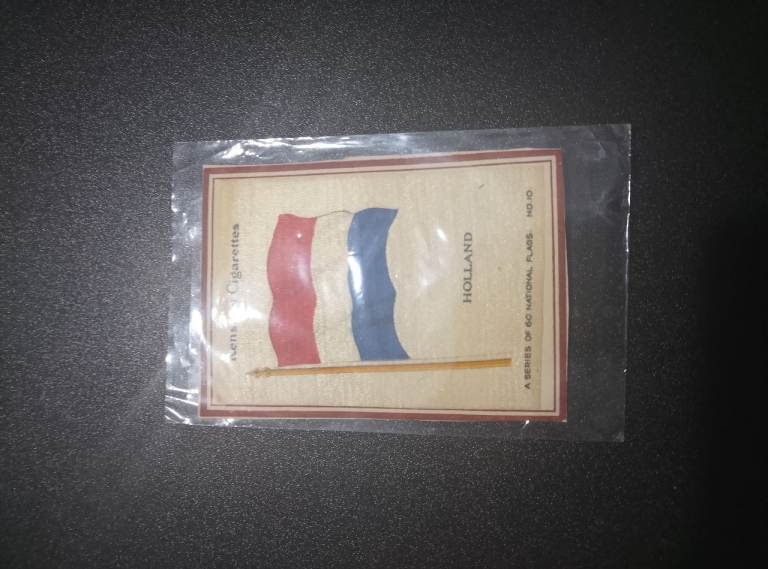 Cigarettes
HOLLAND
A SERIES OF 60 NATIONAL FLAGS NO.10